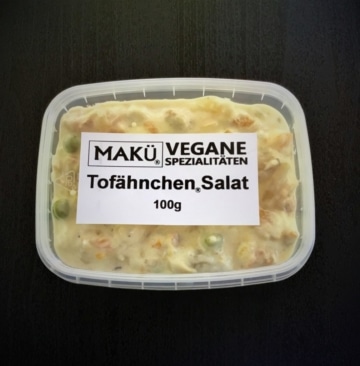 MAKÜ® VEGANE
SPEZIALITÄTEN
Tofähnchen® Salat
100g